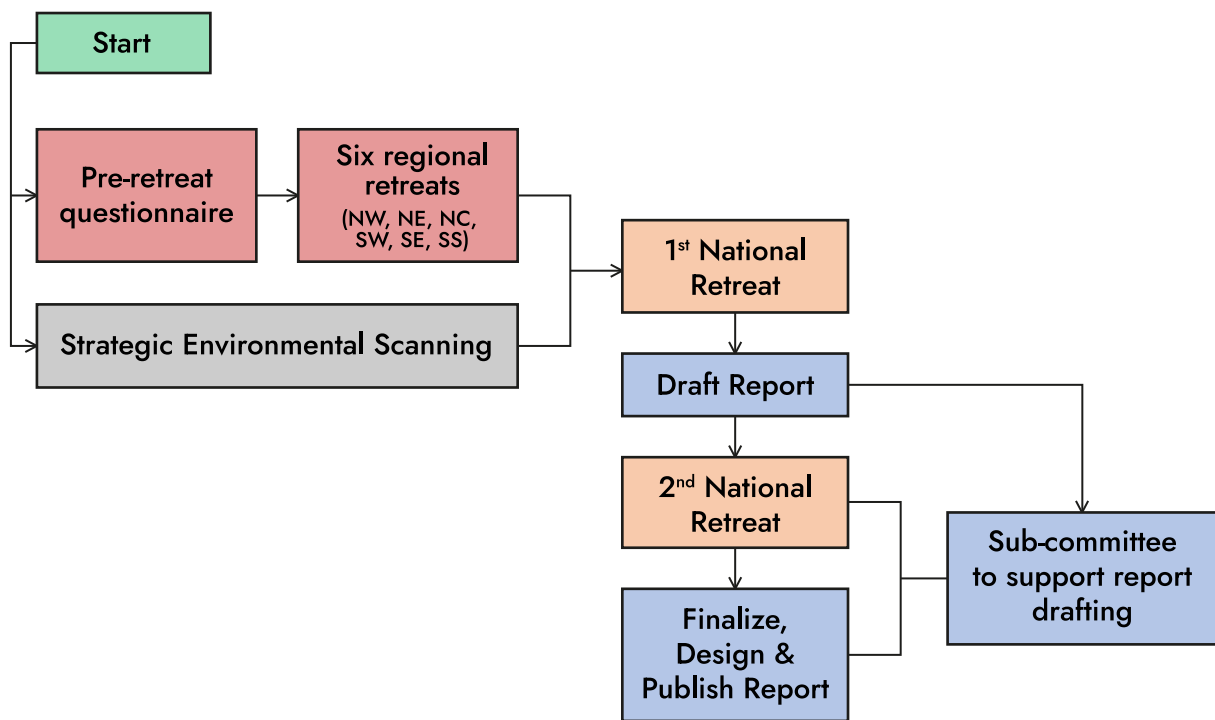 Start
Pre-retreat
questionnaire
Six regional
retreats
(NW, NE, NC,
SW, SE, SS)
Strategic Environmental Scanning
1st National
Retreat
Draft Report
2nd National
Retreat
Sub-committee
to support report
drafting
Finalize,
Design &
Publish Report